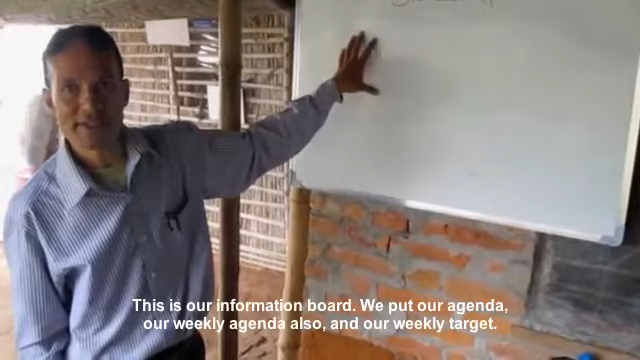 This is our information board. We put our agenda,
our weekly agenda also, and our weekly target.